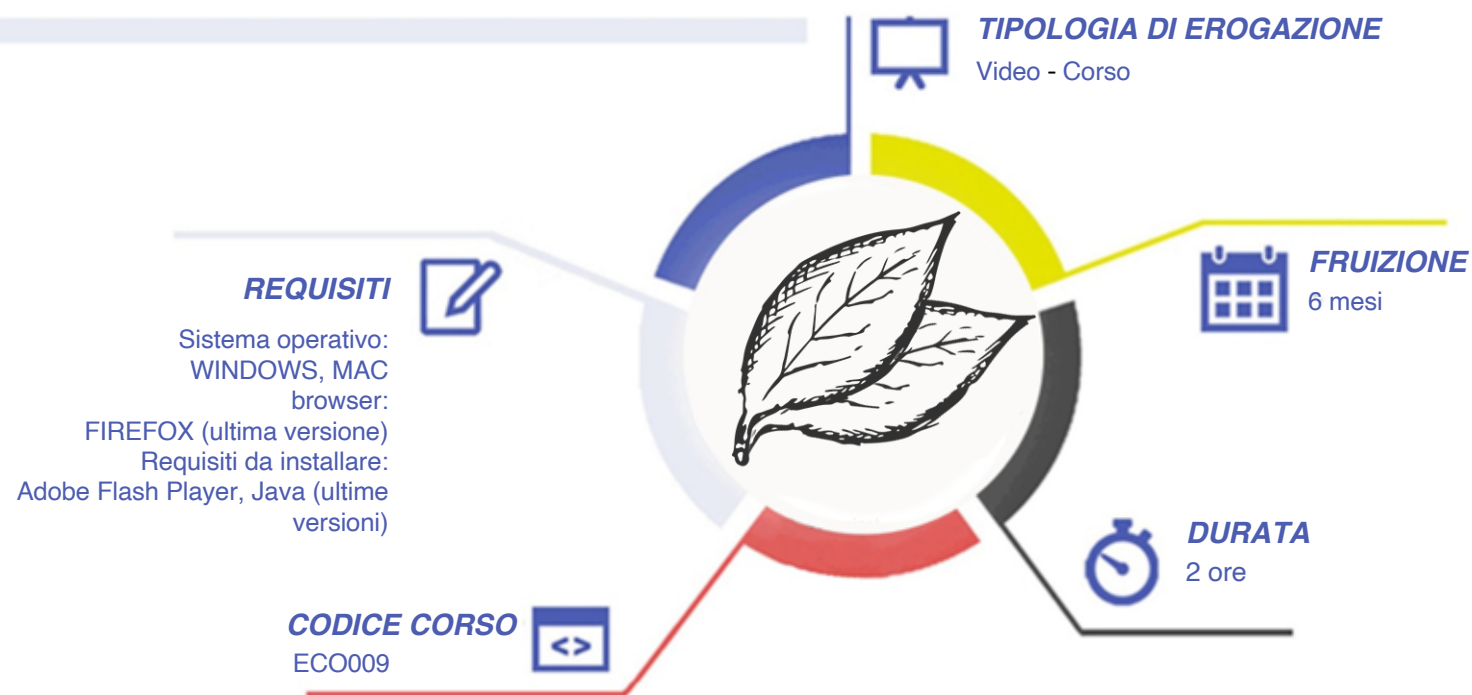 TIPOLOGIA DI EROGAZIONE
Video - Corso
FRUIZIONE
6 mesi
REQUISITI
Sistema operativo:
WINDOWS, MAC
browser:
FIREFOX (ultima versione)
Requisiti da installare:
Adobe Flash Player, Java (ultime
versioni)
DURATA
2 ore
CODICE CORSO
<>
ECO009